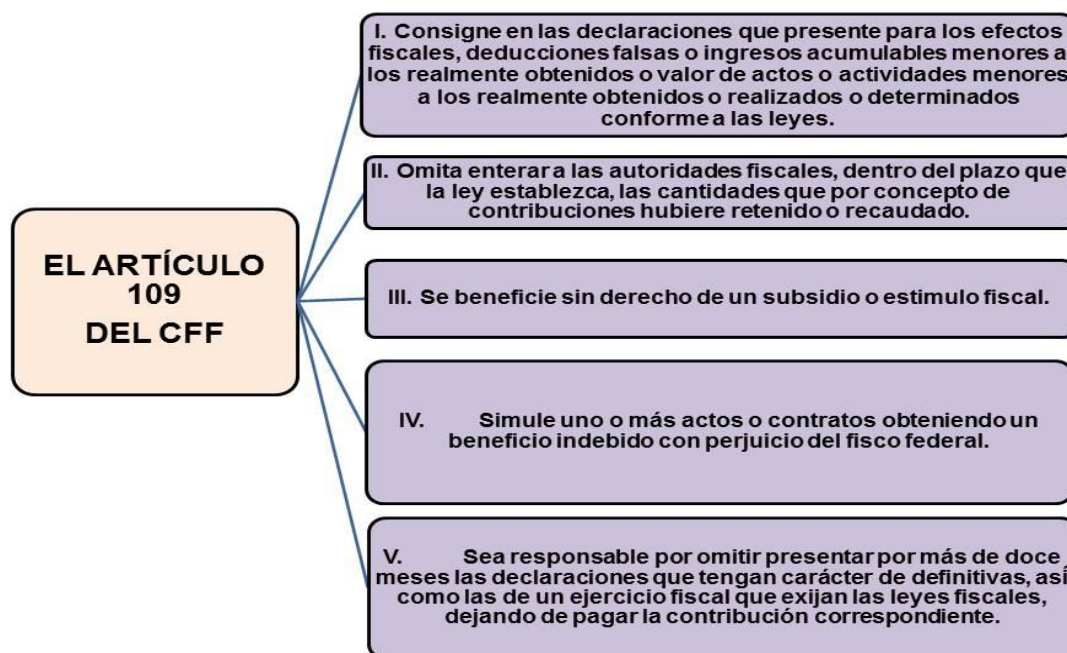 EL ARTÍCULO
109
DEL CFF
I. Consigne en las declaraciones que presente para los efectos
fiscales, deducciones falsas o ingresos acumulables menores a
los realmente obtenidos o valor de actos o actividades menores
a los realmente obtenidos o realizados o determinados
conforme a las leyes.
II. Omita enterar a las autoridades fiscales, dentro del plazo que
la ley establezca, las cantidades que por concepto de
contribuciones hubiere retenido o recaudado.
III. Se beneficie sin derecho de un subsidio o estimulo fiscal.
IV. Simule uno o más actos o contratos obteniendo un
beneficio indebido con perjuicio del fisco federal.
V. Sea responsable por omitir presentar por más de doce
meses las declaraciones que tengan carácter de definitivas, así
como las de un ejercicio fiscal que exijan las leyes fiscales,
dejando de pagar la contribución correspondiente.